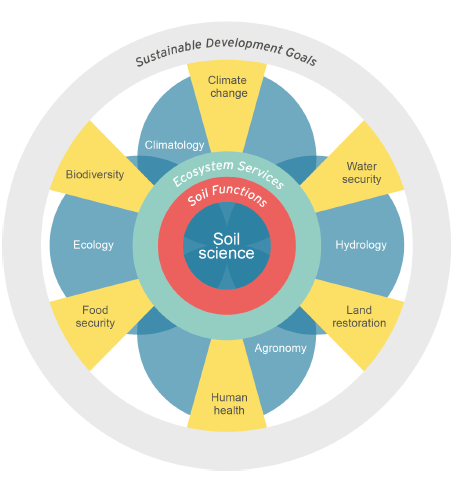 Sustainable Development Goals
Climate
change
Climatology
Ecosystem Services
Biodiversity
Water
security
Soil Functions
Ecology
Soil
science
Hydrology
Food
security
Land
restoration
Agronomy
Human
health